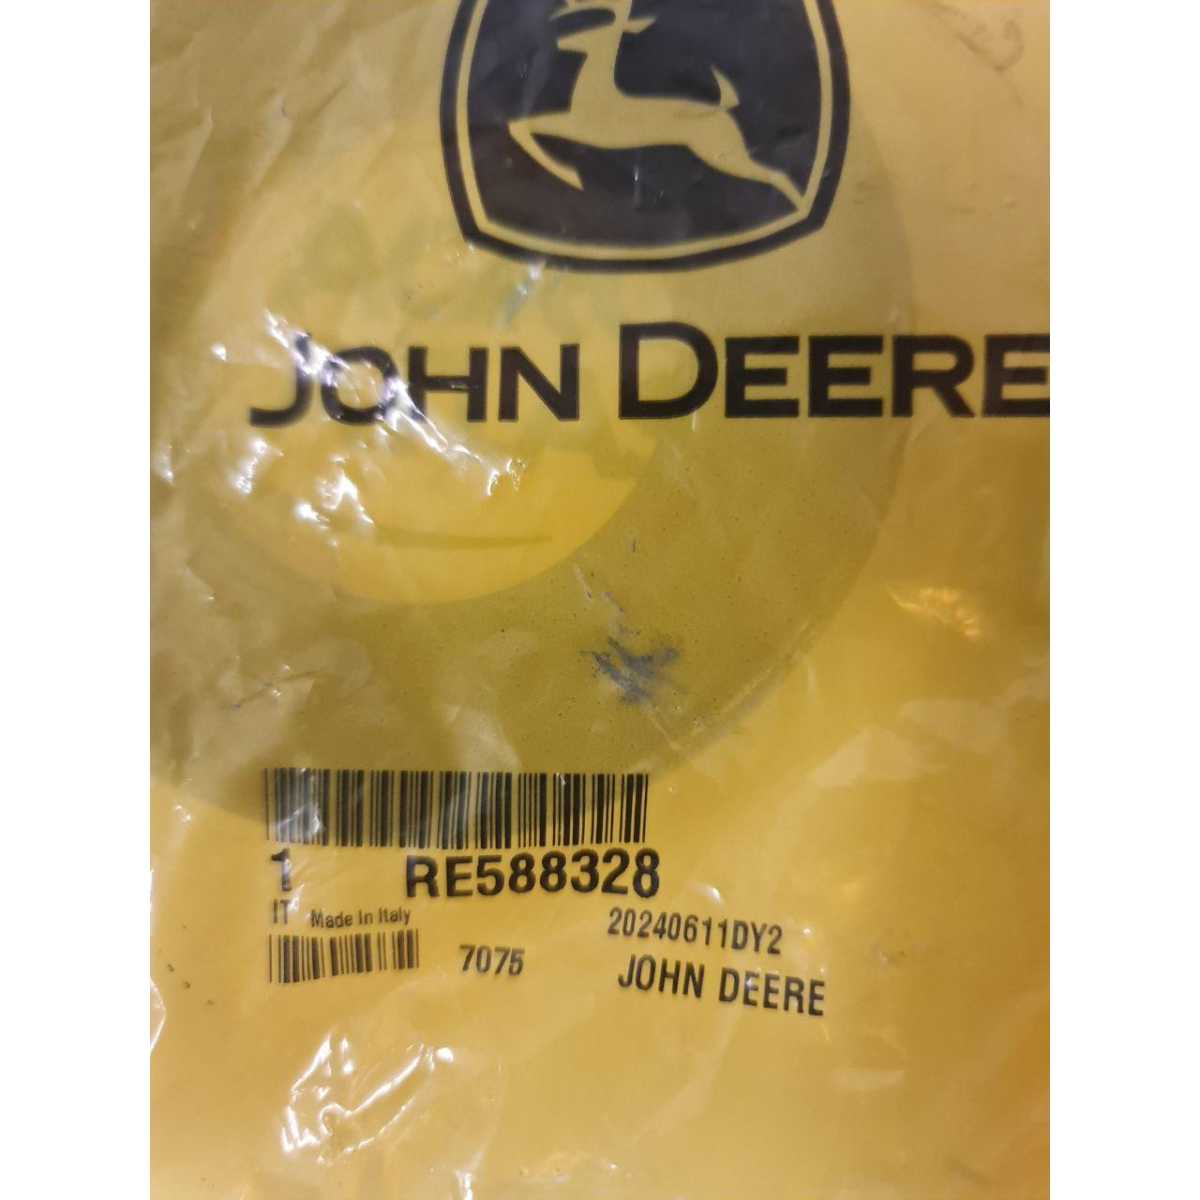 JOHN DEERE
1 RE588328
IT Made In Italy
20240611DY2
7075
JOHN DEERE